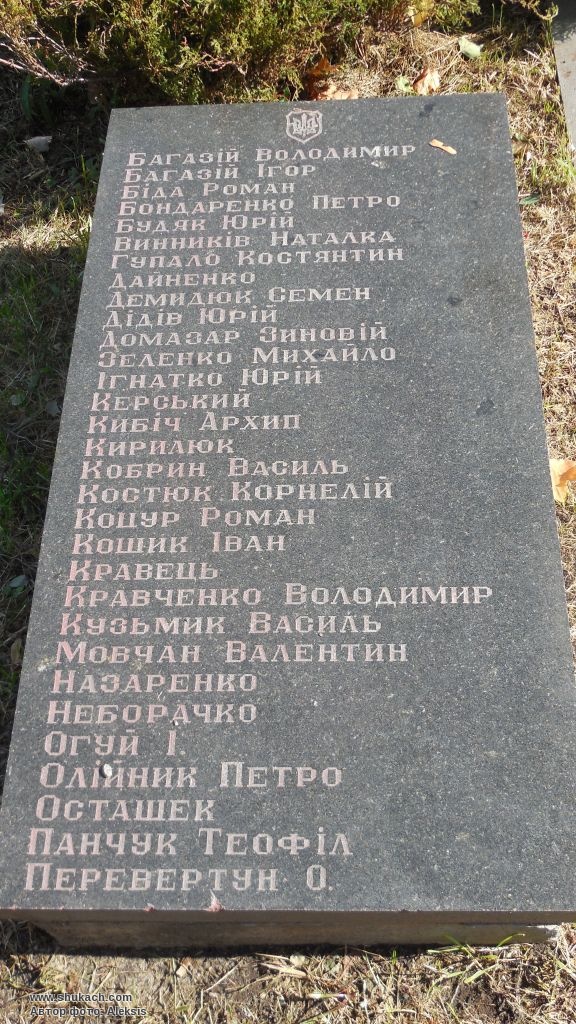 Багазій Володимир
Багазій Ігор
Біда Роман
Бондаренко Петро
Будяк Юрій
Винників Наталка
Гупало Костянтин
Дайненко
Демидюк Семен
Дідів Юрій
Домазар Зиновій
Зеленко Михайло
Ігнатко Юрій
Керський
Кибіч Архип
Кирилюк
Кобрин Василь
Костюк Корнелій
Коцур Роман
Кошик Іван
Кравець
Кравченко Володимир
Кузьмик Василь
Мовчан Валентин
Назаренко
Неборачко
Огуй І.
Олійник Петро
Осташек
Панчук Теофіл
Перевертун О.
www.shukach.com
Автор фото- Aleksis